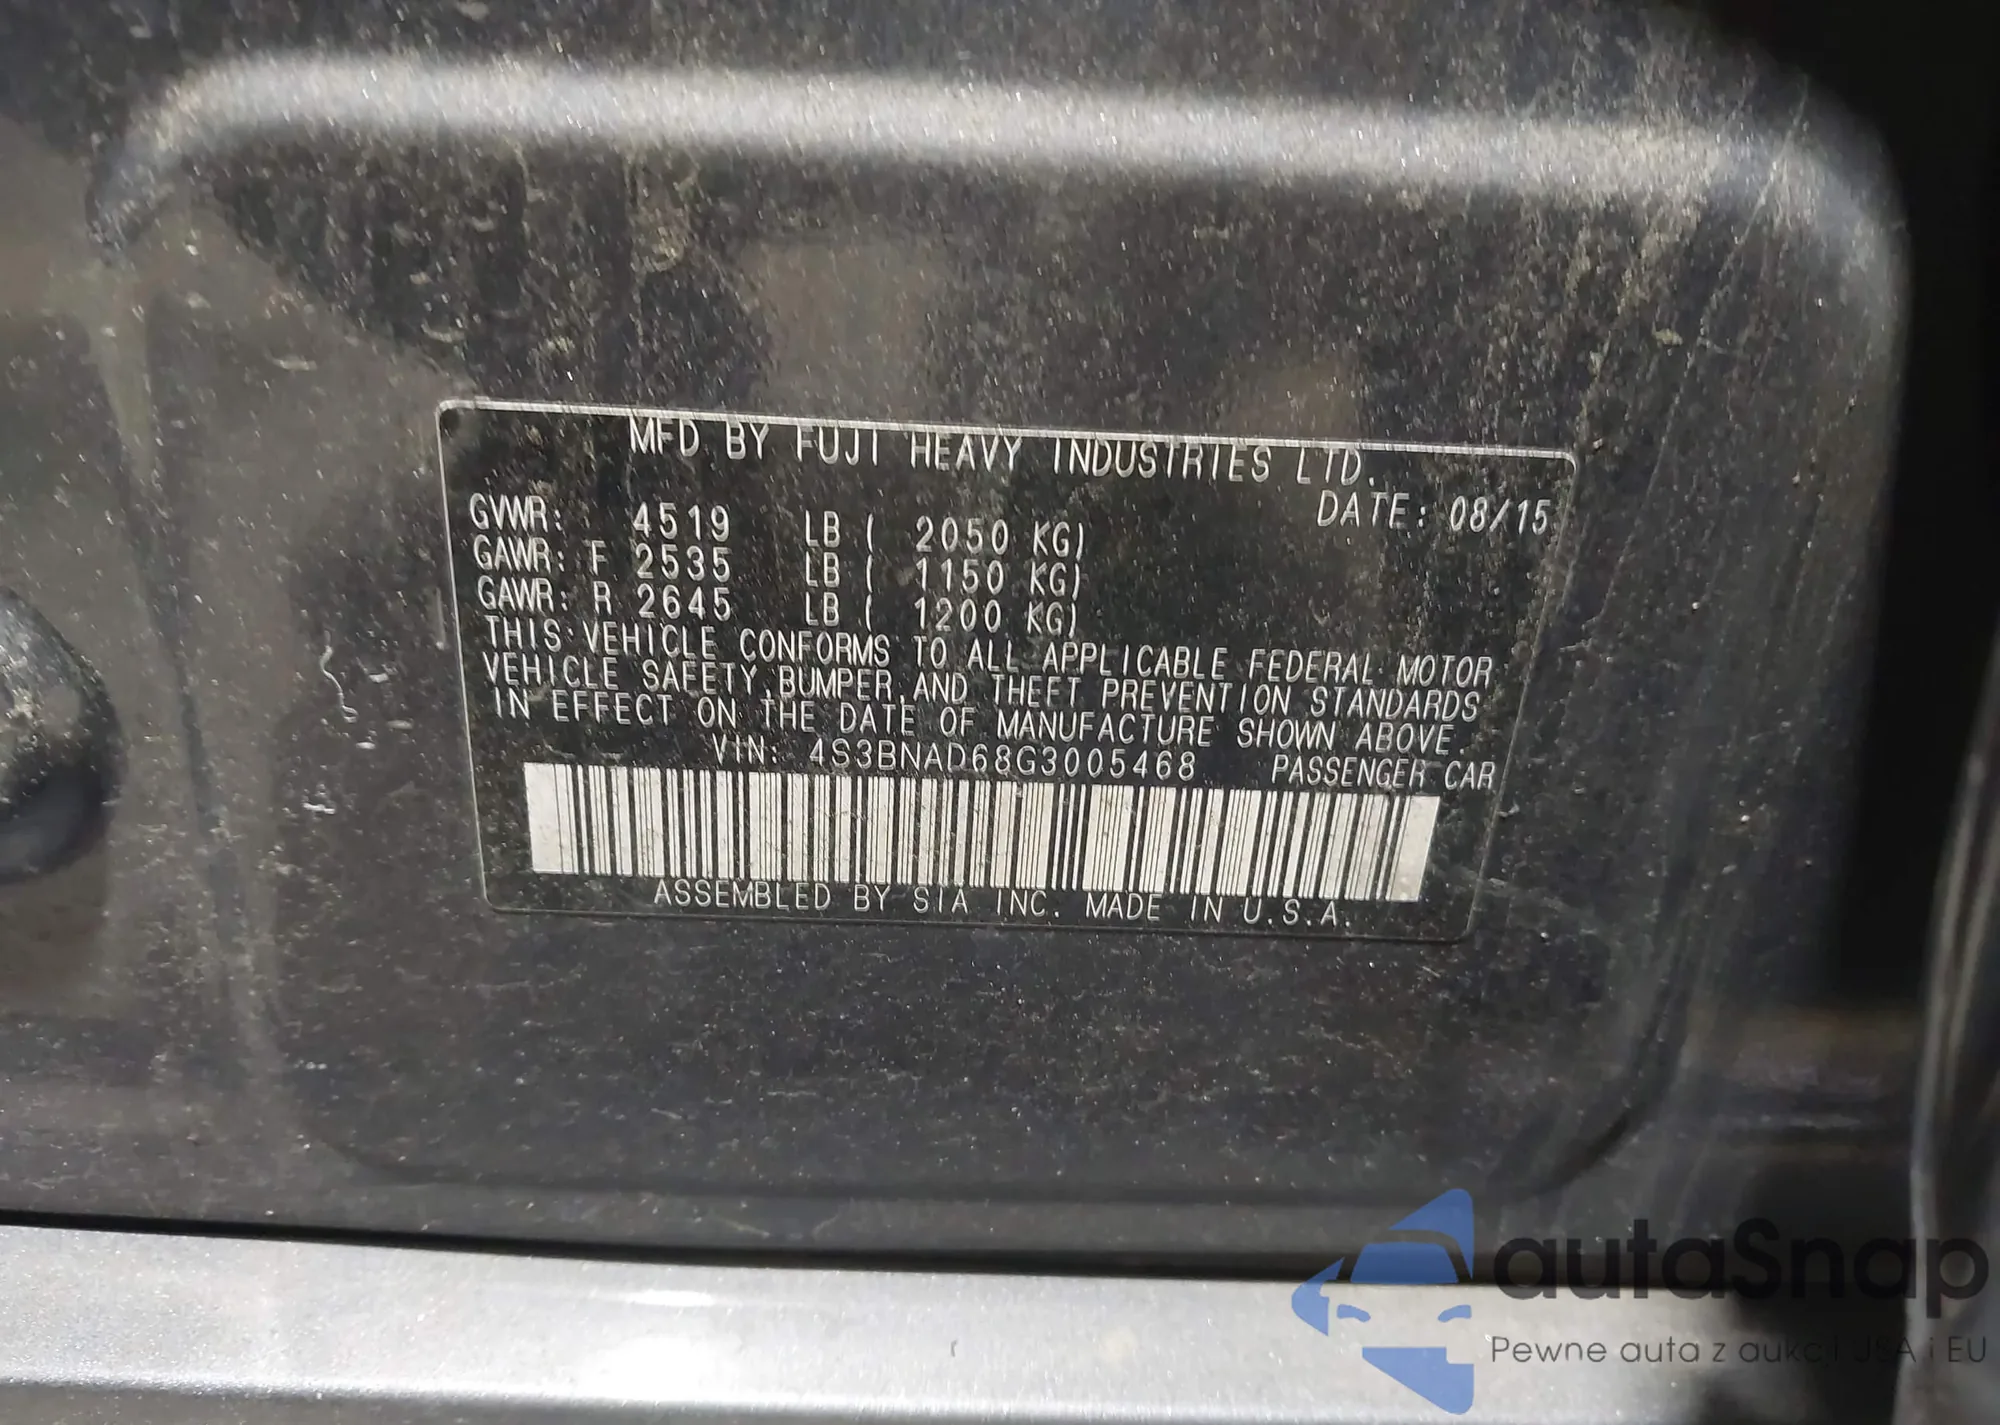 MFD BY FUJI HEAVY INDUSTRIES LTD.
DATE: 08/15
GVWR: 4519 LB ( 2050 KG)
GAWR: F 2535 LB ( 1150 KG)
GAWR: R 2645 LB ( 1200 KG)
THIS VEHICLE CONFORMS TO ALL APPLICABLE FEDERAL MOTOR
VEHICLE SAFETY, BUMPER, AND THEFT PREVENTION STANDARDS
IN EFFECT ON THE DATE OF MANUFACTURE SHOWN ABOVE.
VIN: 4S3BNAD68G3005468 PASSENGER CAR
ASSEMBLED BY SIA INC. MADE IN U.S.A.
autaSnap
Pewne auta z aukcji USA i EU